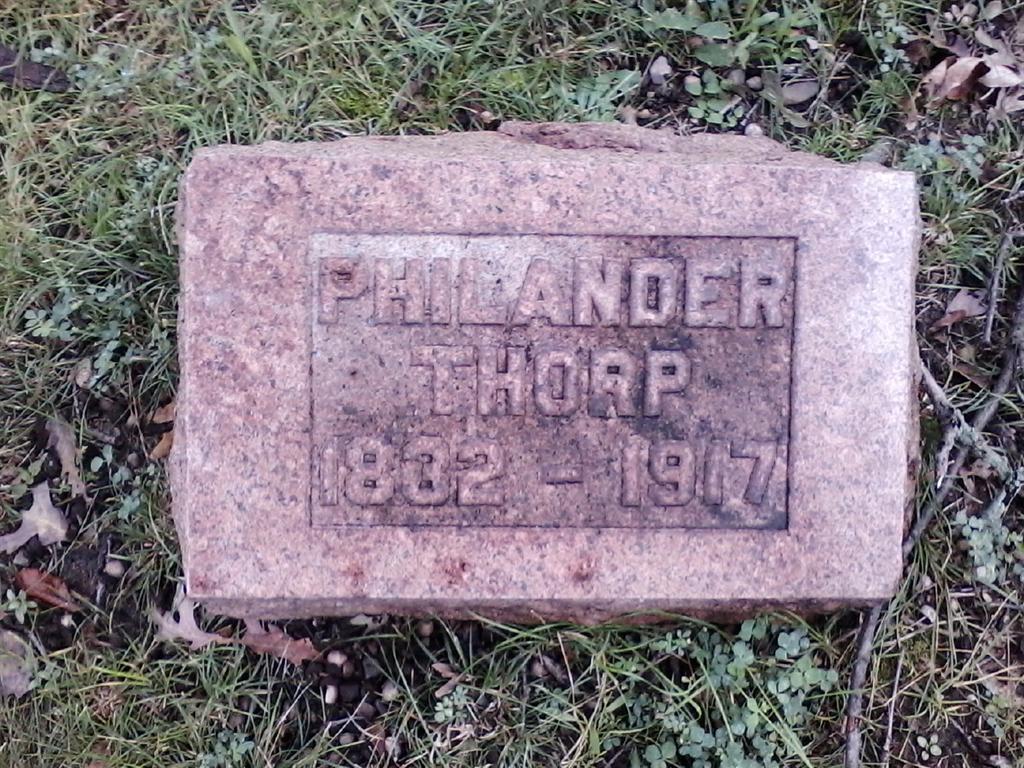 PHILANDER
THORP
1832 - 1917